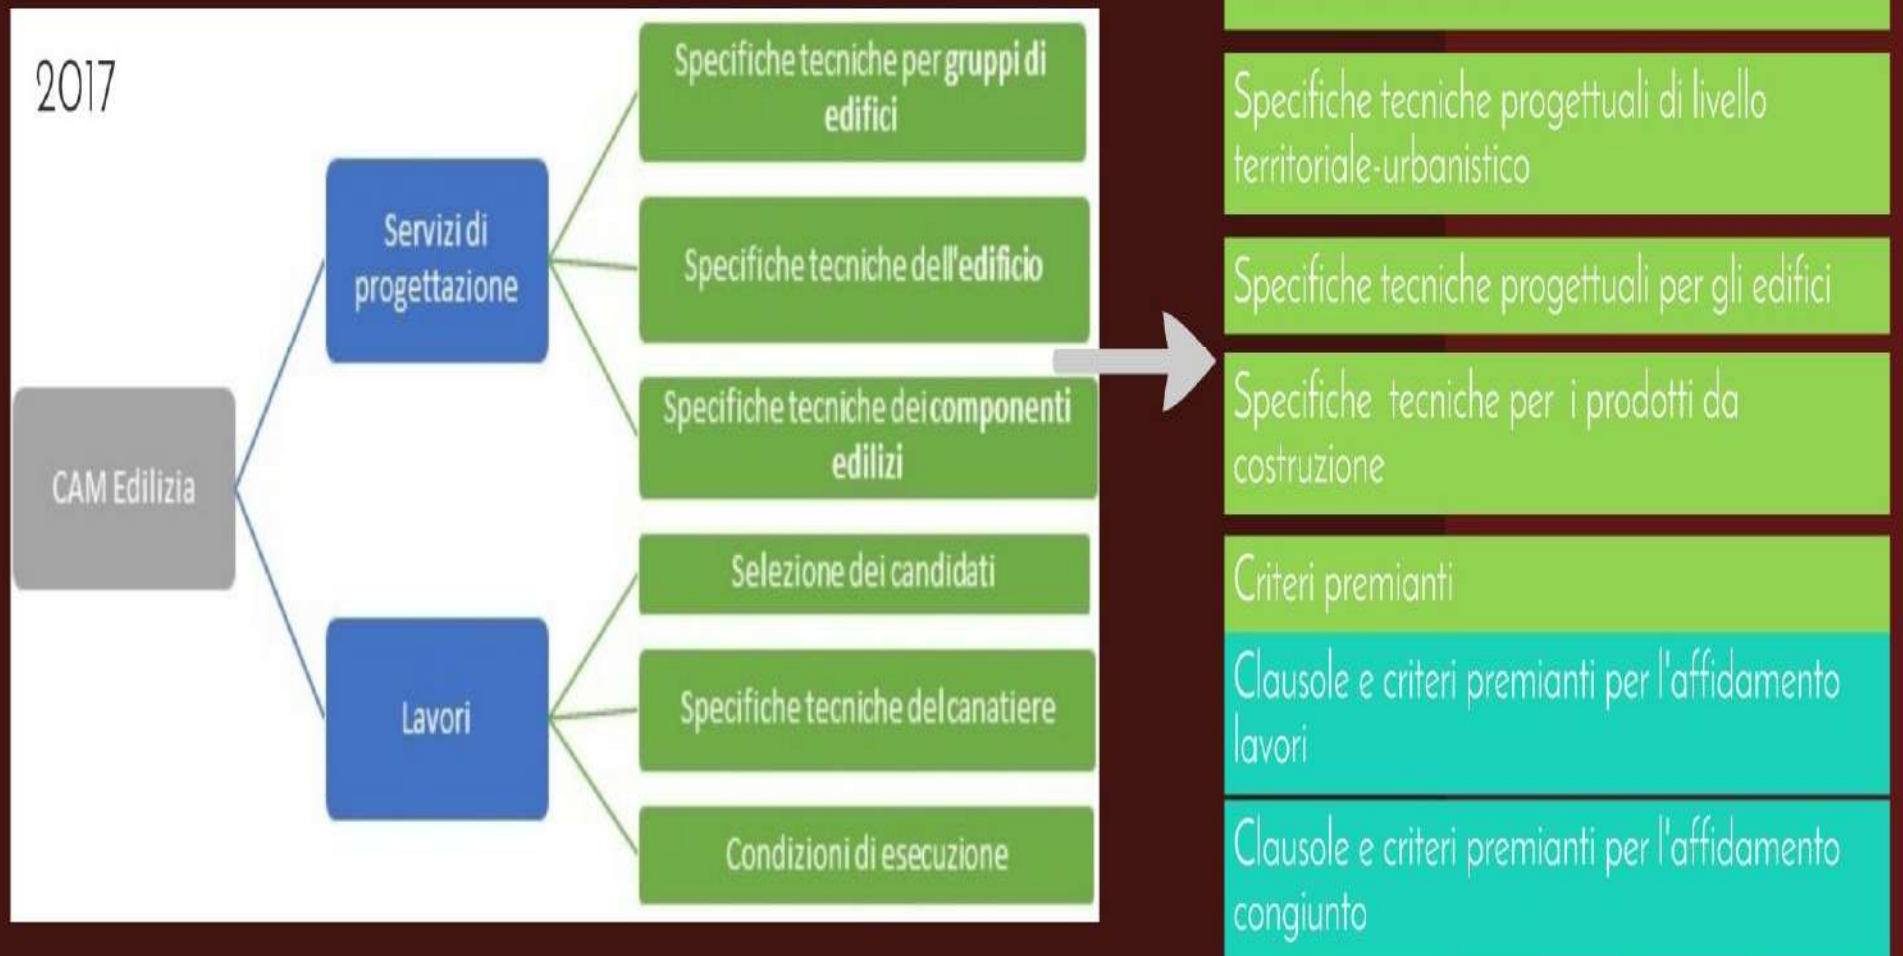 2017
CAM Edilizia
Servizi di
progettazione
Lavori
Specifiche tecniche per gruppi di
edifici
Specifiche tecniche dell'edificio
Specifiche tecniche dei componenti
edilizi
Selezione dei candidati
Specifiche tecniche del canatiere
Condizioni di esecuzione
Specifiche tecniche progettuali di livello
territoriale-urbanistico
Specifiche tecniche progettuali per gli edifici
Specifiche tecniche per i prodotti da
costruzione
Criteri premianti
Clausole e criteri premianti per l'affidamento
lavori
Clausole e criteri premianti per l'affidamento
congiunto